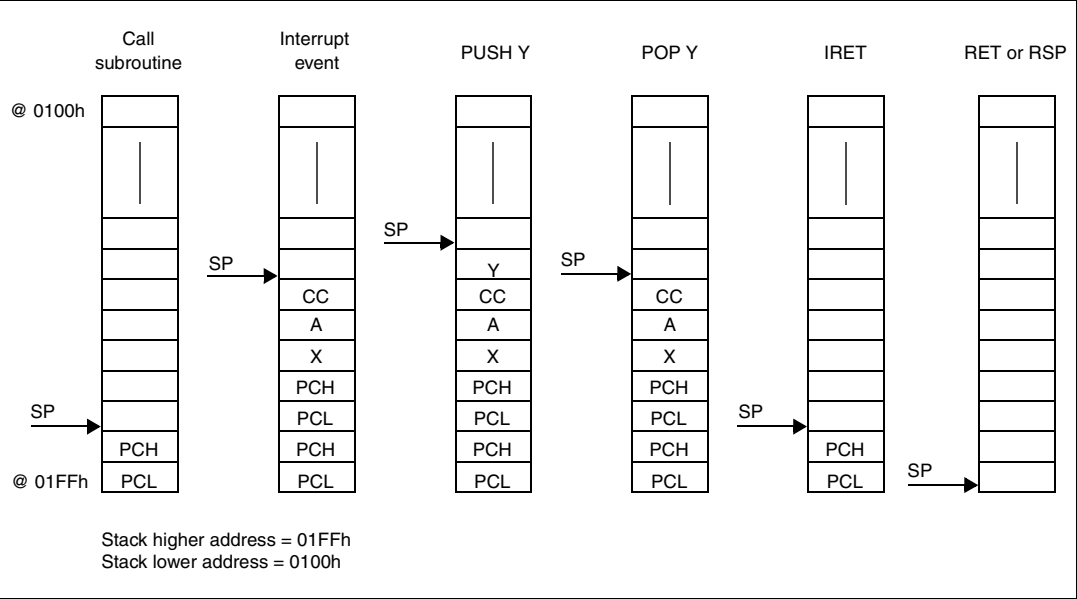 Call
subroutine
Interrupt
event
PUSH Y
POP Y
IRET
RET or RSP
@ 0100h
SP
SP
Y
SP
CC
CC
CC
A
A
A
X
X
X
PCH
PCH
PCH
SP
PCL
PCL
PCL
SP
PCH
PCH
PCH
PCH
PCH
SP
@ 01FFh
PCL
PCL
PCL
PCL
PCL
Stack higher address = 01FFh
Stack lower address = 0100h